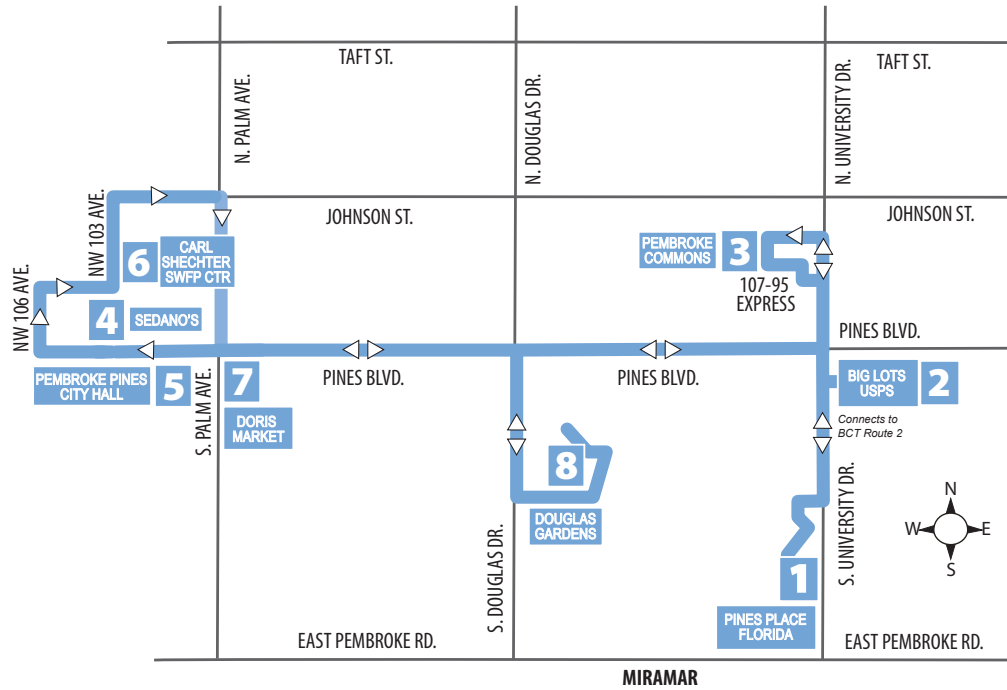 TAFT ST.
TAFT ST.
N. PALM AVE.
N. DOUGLAS DR.
N. UNIVERSITY DR.
NW 103 AVE.
JOHNSON ST.
JOHNSON ST.
6
CARL
SHECHTER
SWFP CTR
PEMBROKE
COMMONS
3
107-95
EXPRESS
NW 106 AVE.
4
SEDANO'S
PINES BLVD.
PEMBROKE PINES
CITY HALL
5
7
PINES BLVD.
PINES BLVD.
BIG LOTS
USPS
2
DORIS
MARKET
S. PALM AVE.
Connects to
BCT Route 2
8
DOUGLAS
GARDENS
S. DOUGLAS DR.
S. UNIVERSITY DR.
N
W
E
S
1
PINES PLACE
FLORIDA
EAST PEMBROKE RD.
EAST PEMBROKE RD.
MIRAMAR